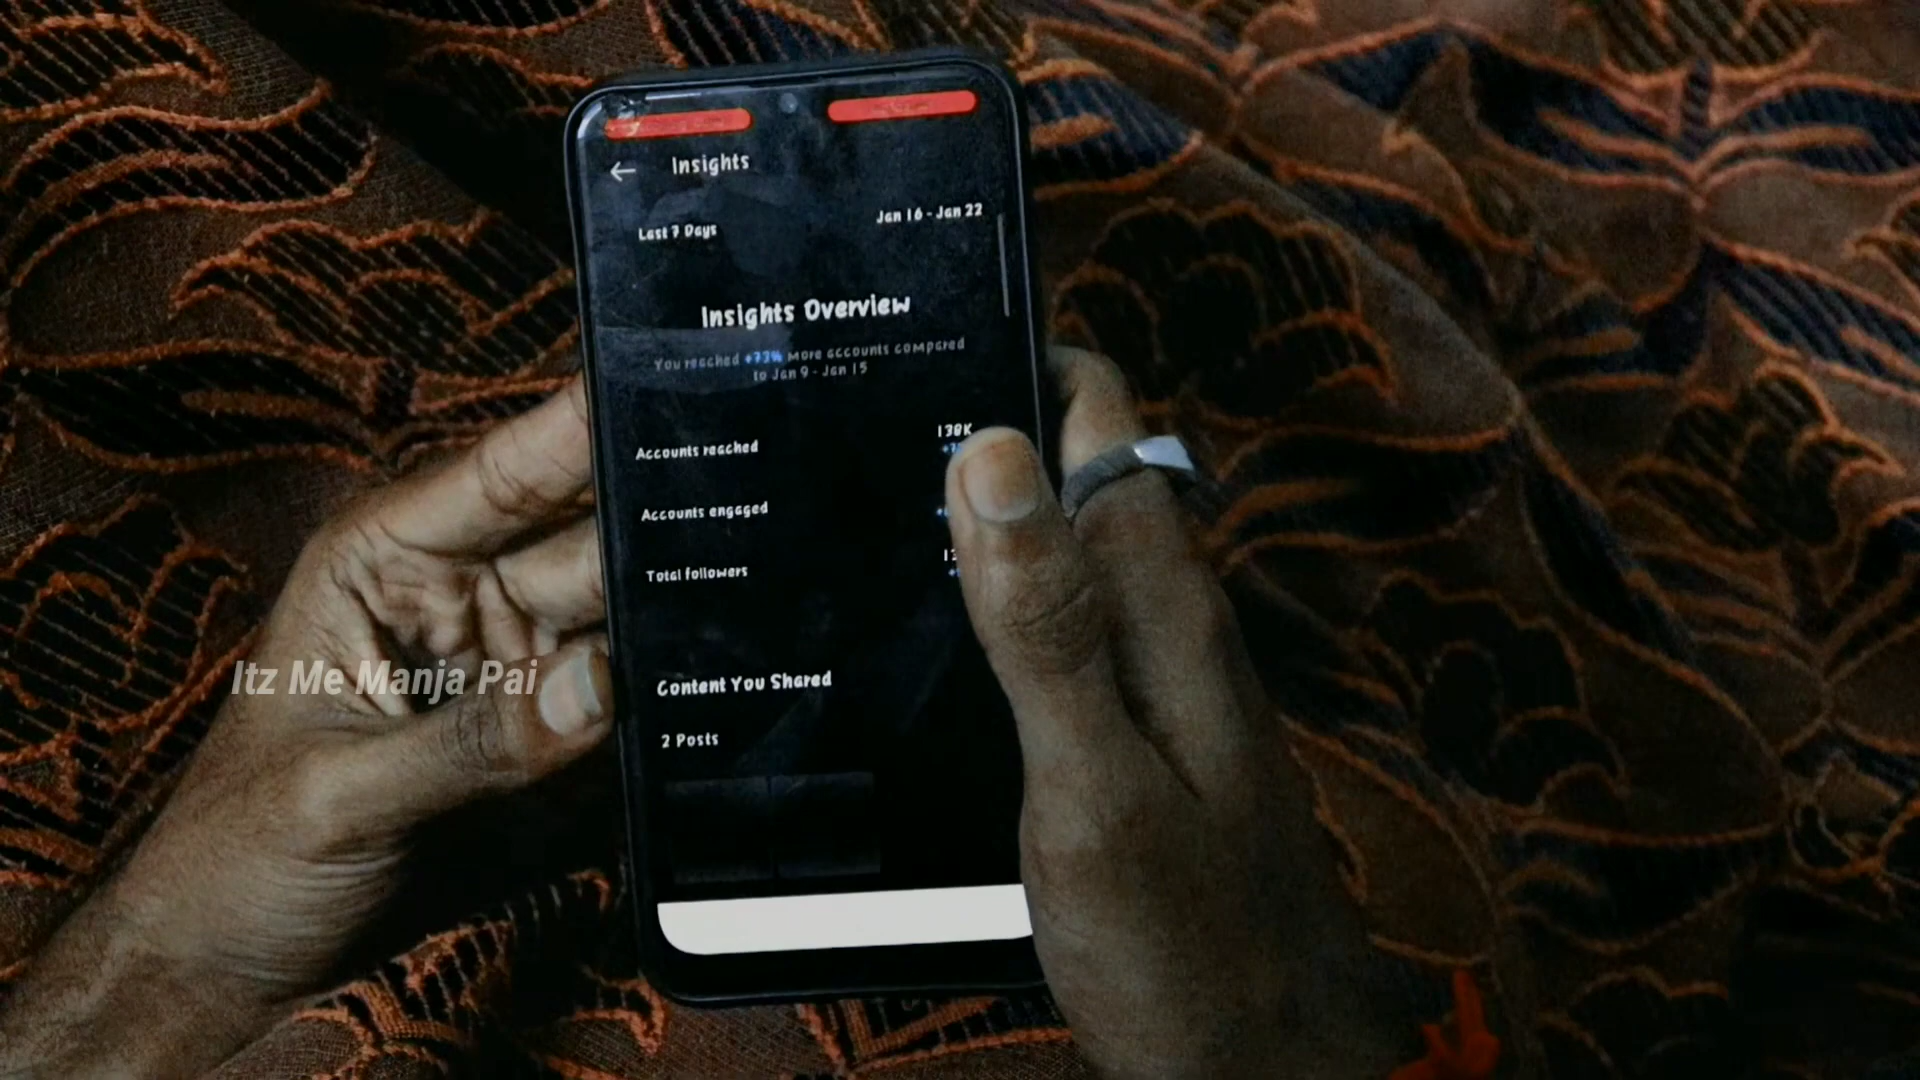 Insights
Last 7 Days
Jan 16 - Jan 22
Insights Overview
You reached +73% more accounts compared
to Jan 9 - Jan 15
138K
Accounts reached
Accounts engaged
Total followers
Content You Shared
2 Posts
Itz Me Manja Pai